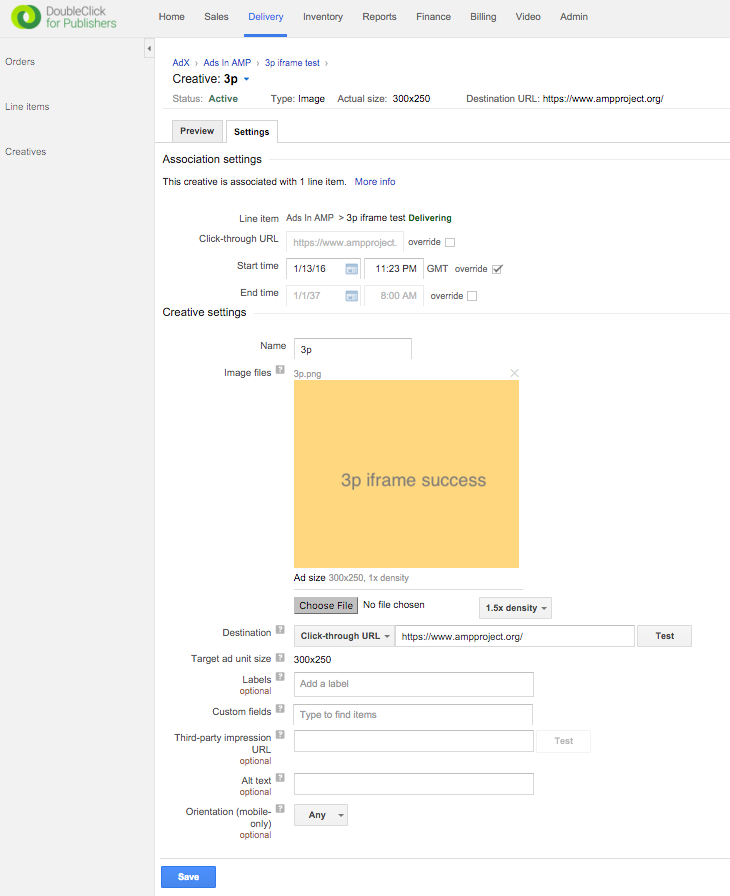 DoubleClick
for Publishers
Home Sales Delivery Inventory Reports Finance Billing Video Admin
Orders
Line items
Creatives
AdX › Ads In AMP › 3p iframe test ›
Creative: 3p
Status: Active Type: Image Actual size: 300x250 Destination URL: https://www.ampproject.org/
Preview Settings
Association settings
This creative is associated with 1 line item. More info
Line item Ads In AMP > 3p iframe test Delivering
Click-through URL https://www.ampproject. override
Start time 1/13/16 11:23 PM GMT override
End time 1/1/37 8:00 AM override
Creative settings
Name 3p
Image files ? 3p.png
3p iframe success
Ad size 300x250, 1x density
Choose File No file chosen 1.5x density
Destination ? Click-through URL https://www.ampproject.org/ Test
Target ad unit size ? 300x250
Labels ? Add a label
optional
Custom fields ? Type to find items
Third-party impression ? Test
URL
optional
Alt text ?
optional
Orientation (mobile- ? Any
only)
optional
Save